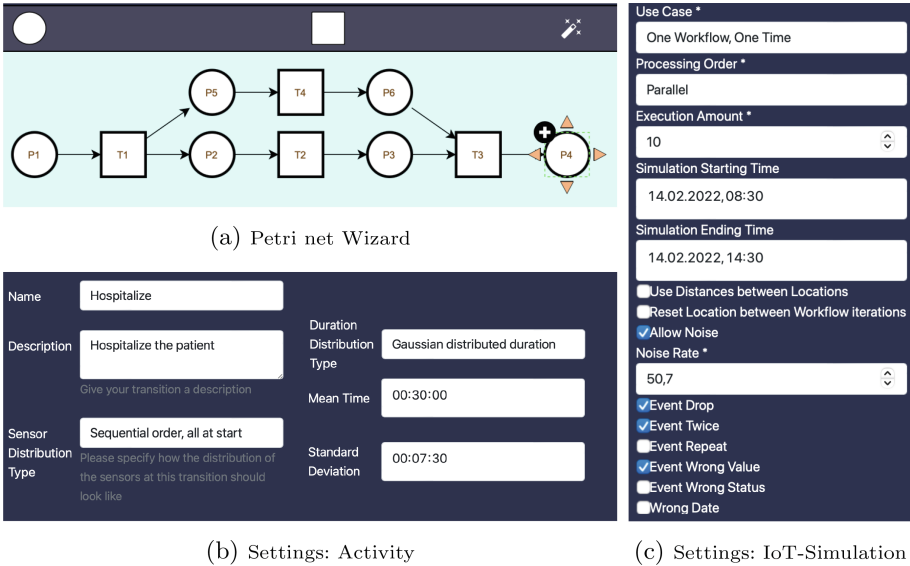 P5
T4
P6
P1
T1
P2
T2
P3
T3
P4
(a) Petri net Wizard
Name
Hospitalize
Description
Hospitalize the patient
Give your transition a description
Sensor
Distribution
Type
Sequential order, all at start
Please specify how the distribution of
the sensors at this transition should
look like
Duration
Distribution
Type
Gaussian distributed duration
Mean Time
00:30:00
Standard
Deviation
00:07:30
(b) Settings: Activity
Use Case *
One Workflow, One Time
Processing Order *
Parallel
Execution Amount *
10
Simulation Starting Time
14.02.2022, 08:30
Simulation Ending Time
14.02.2022, 14:30
Use Distances between Locations
Reset Location between Workflow iterations
Allow Noise
Noise Rate *
50,7
Event Drop
Event Twice
Event Repeat
Event Wrong Value
Event Wrong Status
Wrong Date
(c) Settings: IoT-Simulation